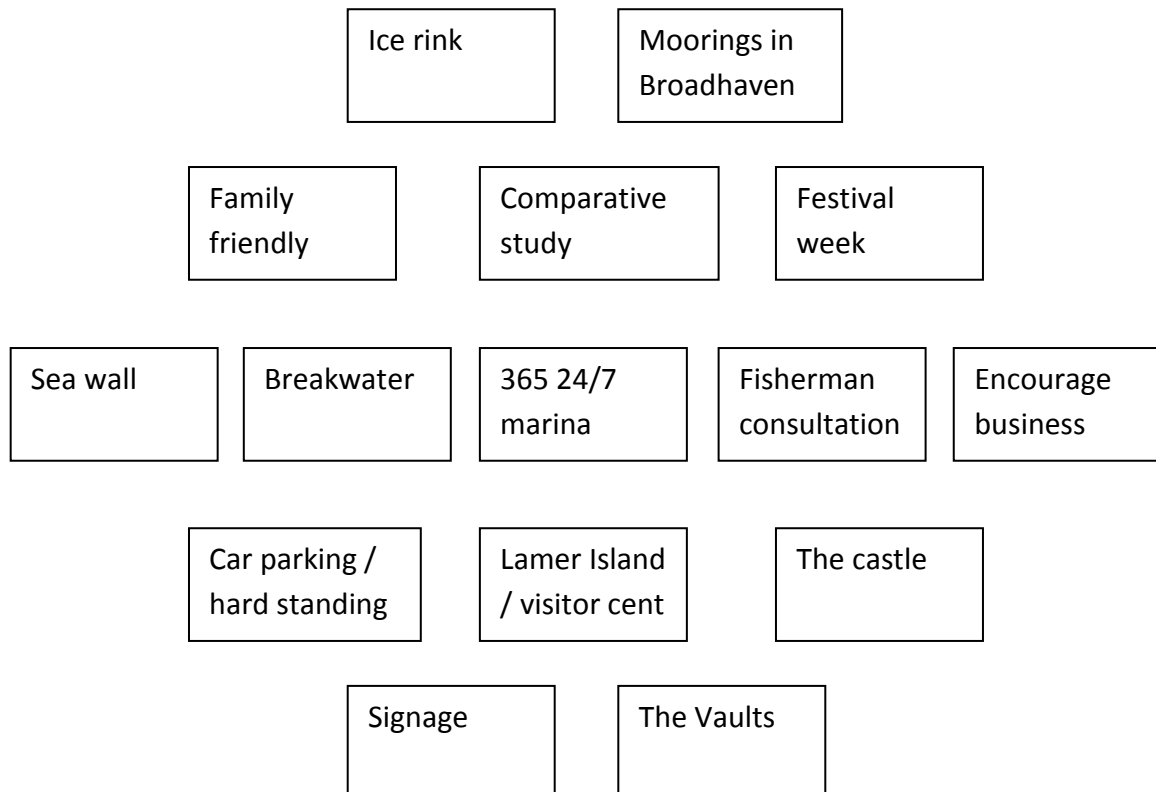 Ice rink
Moorings in
Broadhaven
Family
friendly
Comparative
study
Festival
week
Sea wall
Breakwater
365 24/7
marina
Fisherman
consultation
Encourage
business
Car parking /
hard standing
Lamer Island
/ visitor cent
The castle
Signage
The Vaults